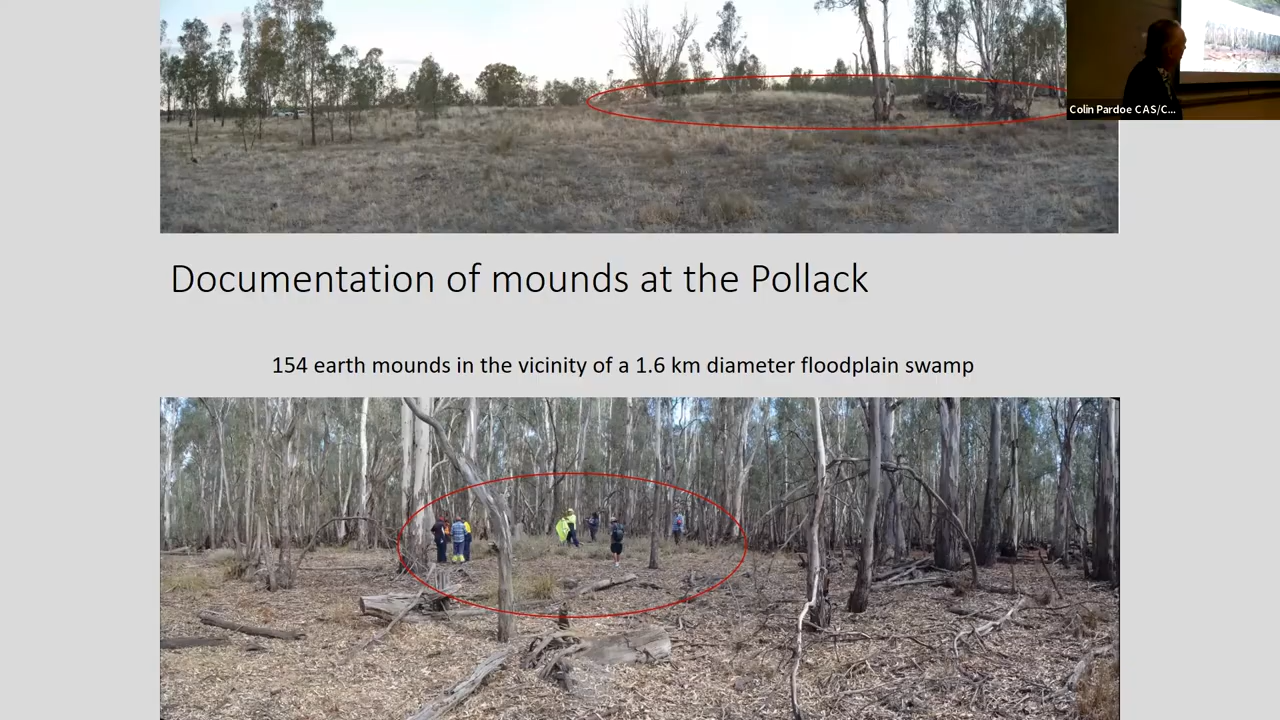 Colin Pardoe CAS/C...
Documentation of mounds at the Pollack
154 earth mounds in the vicinity of a 1.6 km diameter floodplain swamp